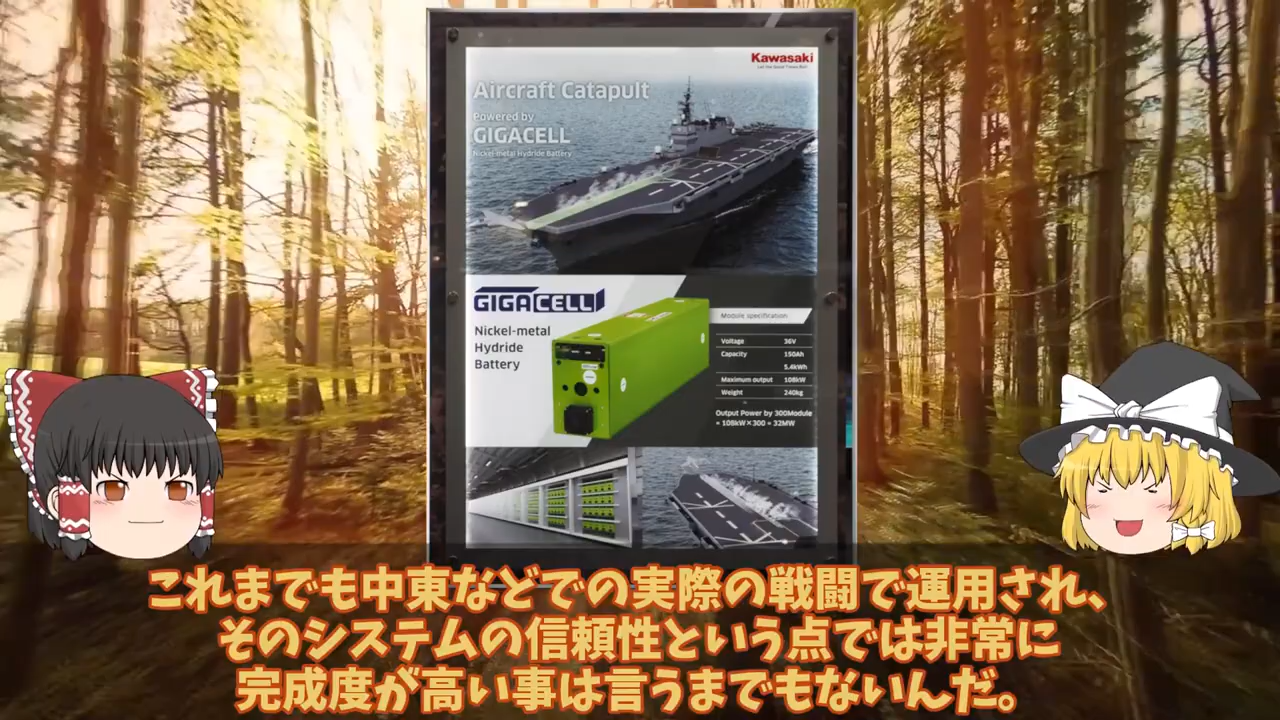 Kawasaki
Aircraft Catapult
Powered by
GIGACELL
Nickel-metal Hydride Battery
GIGACELL
Nickel-metal
Hydride
Battery
Module specification
Voltage 36V
Capacity 150Ah
5.4kWh
Maximum output 108kW
Weight 240kg
Output Power by 300Module
= 108kW×300 = 32MW
これまでも中東などでの実際の戦闘で運用され、
そのシステムの信頼性という点では非常に
完成度が高い事は言うまでもないんだ。